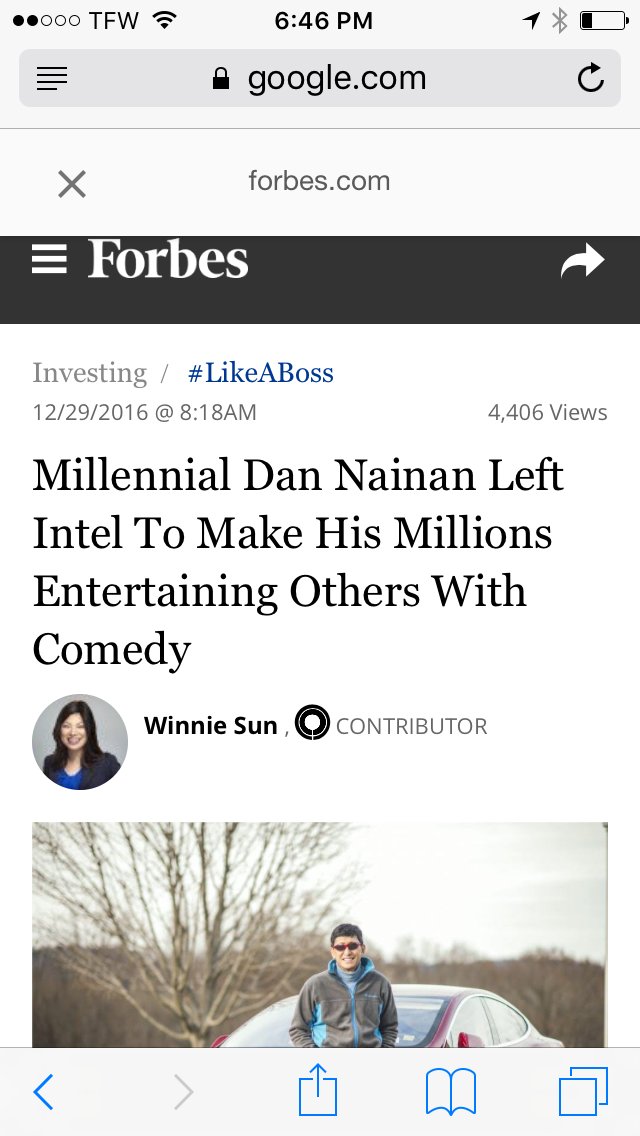 TFW 6:46 PM
google.com
forbes.com
Forbes
Investing / #LikeABoss
12/29/2016 @ 8:18AM 4,406 Views
Millennial Dan Nainan Left
Intel To Make His Millions
Entertaining Others With
Comedy
Winnie Sun , CONTRIBUTOR